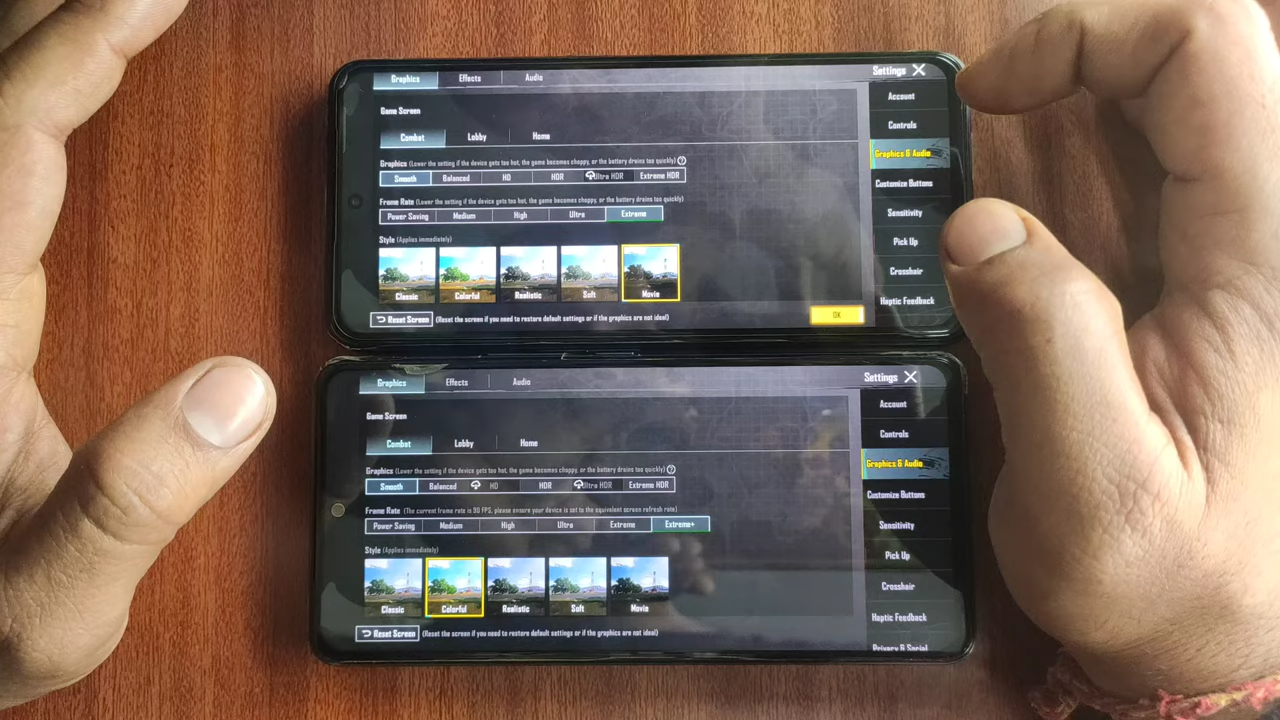 Graphics Effects Audio Settings
Account
Game Screen
Controls
Combat Lobby Home
Graphics & Audio
Graphics (Lower the setting if the device gets too hot, the game becomes choppy, or the battery drains too quickly) ?
Smooth Balanced HD HDR Ultra HDR Extreme HDR
Customize Buttons
Frame Rate (Lower the setting if the device gets too hot, the game becomes choppy, or the battery drains too quickly)
Power Saving Medium High Ultra Extreme
Sensitivity
Style (Applies immediately)
Pick Up
Crosshair
Classic Colorful Realistic Soft Movie
Haptic Feedback
Reset Screen (Reset the screen if you need to restore default settings or if the graphics are not ideal)
OK
Graphics Effects Audio Settings
Account
Game Screen
Controls
Combat Lobby Home
Graphics & Audio
Graphics (Lower the setting if the device gets too hot, the game becomes choppy, or the battery drains too quickly) ?
Smooth Balanced HD HDR Ultra HDR Extreme HDR
Customize Buttons
Frame Rate (The current frame rate is 90 FPS, please ensure your device is set to the equivalent screen refresh rate)
Power Saving Medium High Ultra Extreme Extreme+
Sensitivity
Style (Applies immediately)
Pick Up
Crosshair
Classic Colorful Realistic Soft Movie
Haptic Feedback
Reset Screen (Reset the screen if you need to restore default settings or if the graphics are not ideal)
Privacy & Social